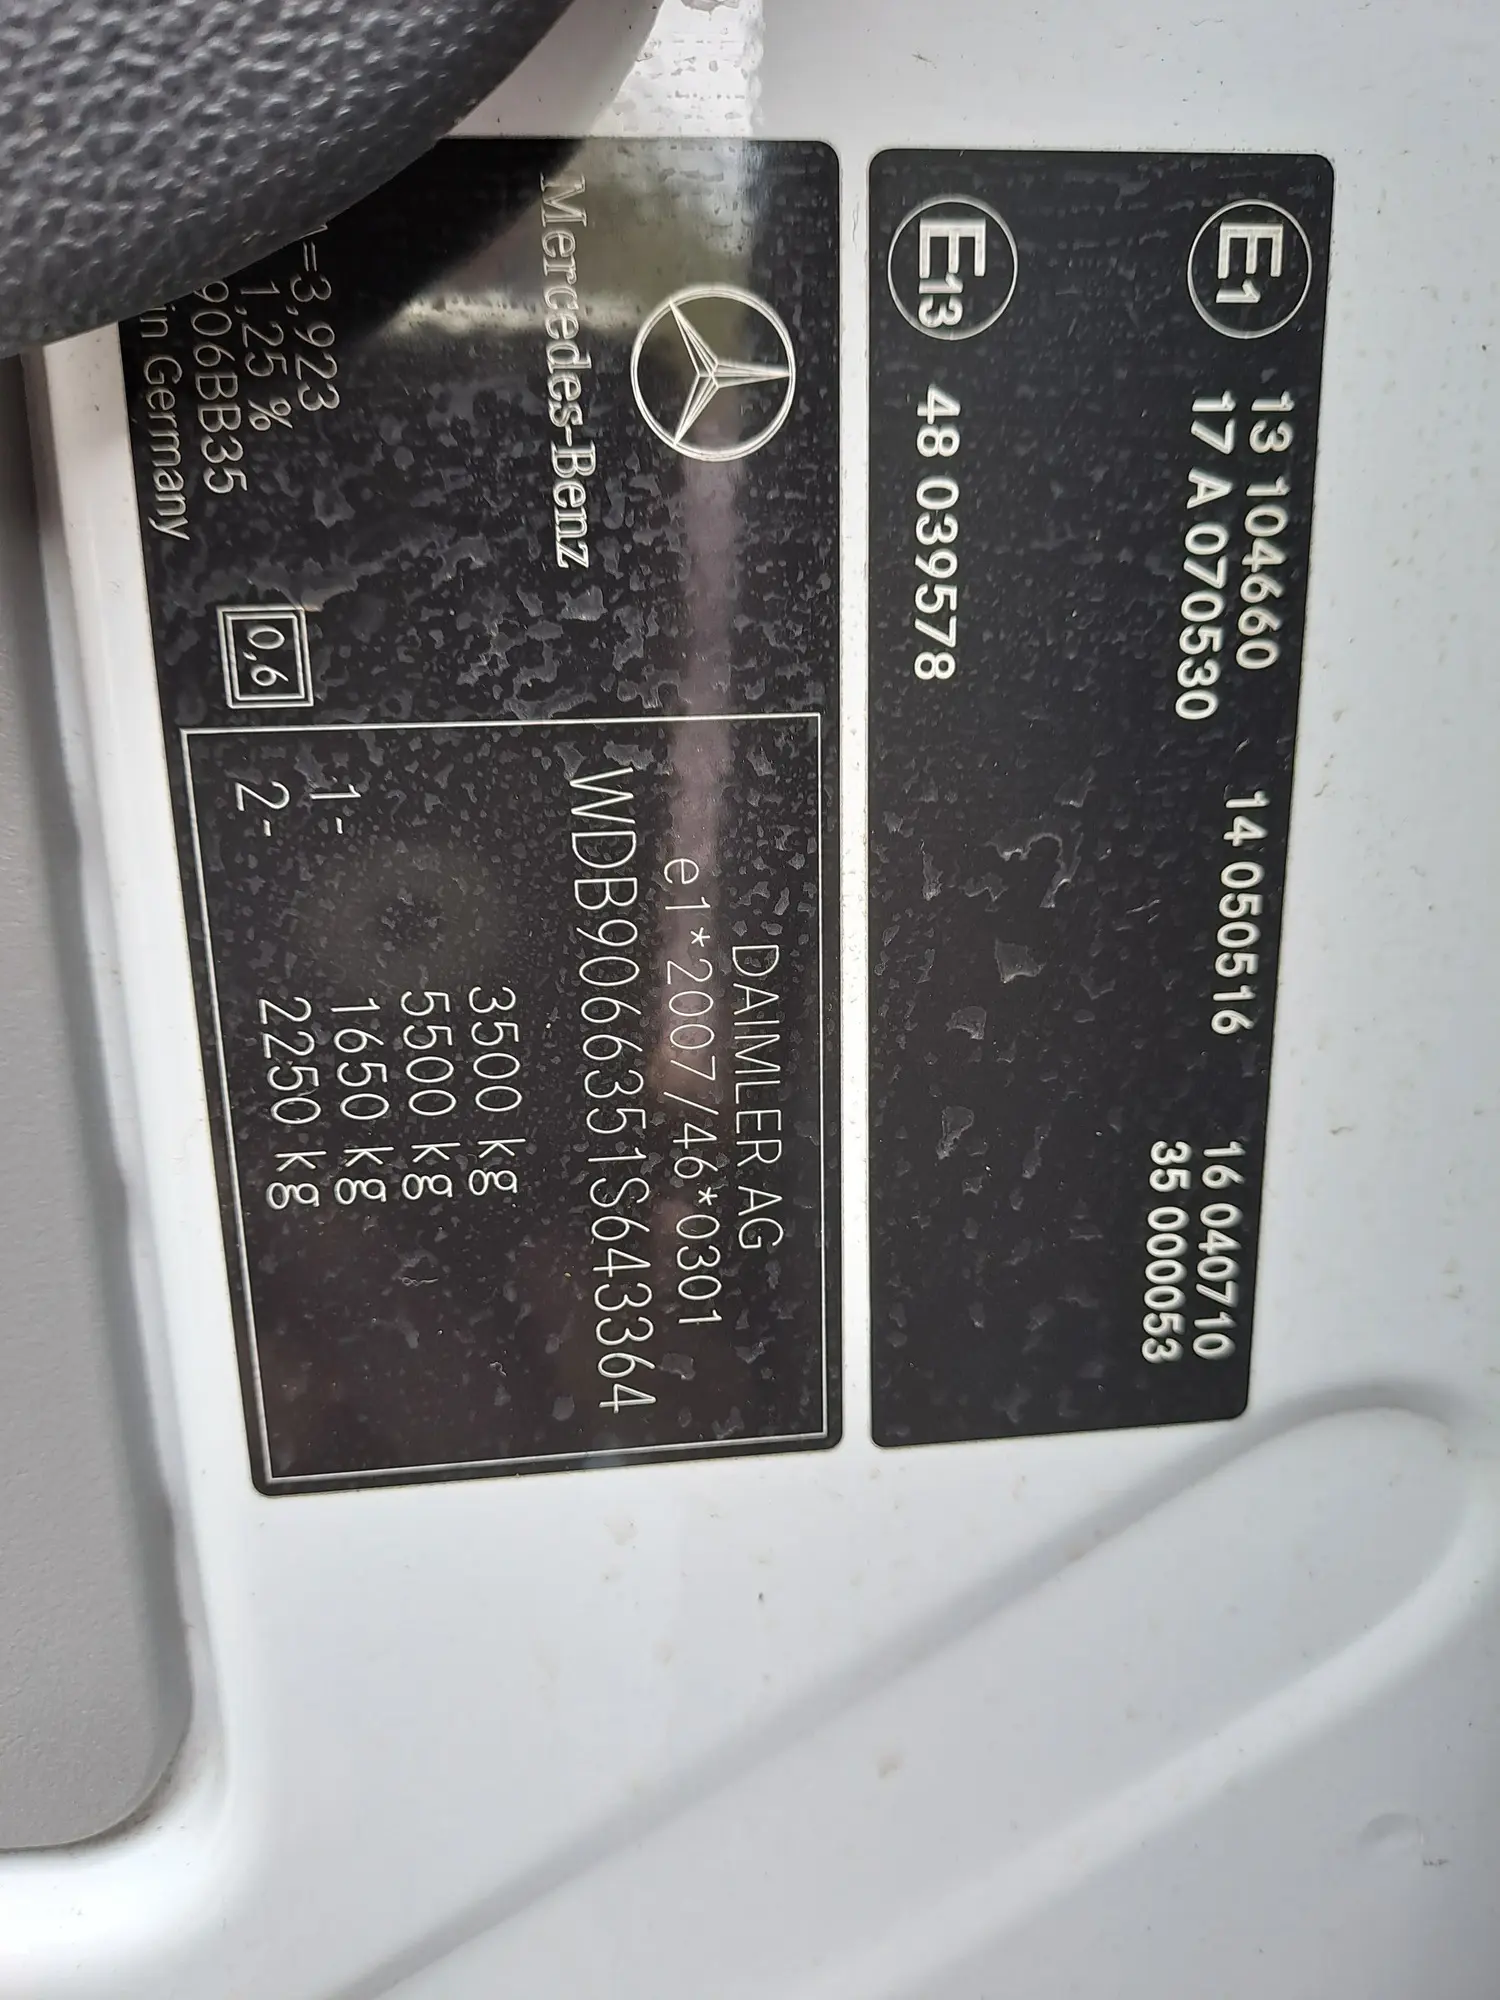 E1 13 104660 14 050516 16 040710
17 A 070530 35 000053
E13 48 039578
Mercedes-Benz
=3,923
1,25 %
906BB35
in Germany
0,6
DAIMLER AG
e1*2007/46*0301
WDB9066351S643364
3500 kg
5500 kg
1- 1650 kg
2- 2250 kg